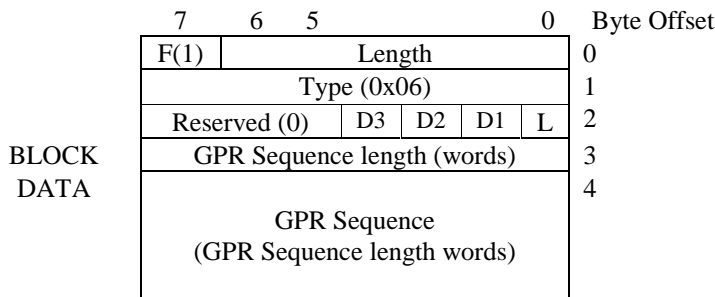 7 6 5 0 Byte Offset
F(1) Length 0
Type (0x06) 1
Reserved (0) D3 D2 D1 L 2
BLOCK GPR Sequence length (words) 3
DATA 4
GPR Sequence
(GPR Sequence length words)